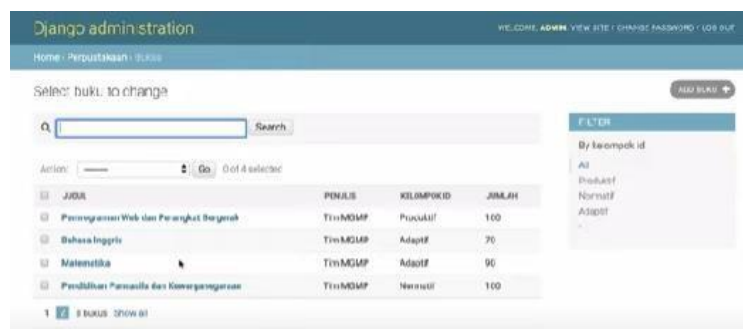 Django administration
WELCOME, ADMIN. VIEW SITE / CHANGE PASSWORD / LOG OUT
Home › Perpustakaan › Bukus
Select buku to change
ADD BUKU +
Search
FILTER
By kelompok id
All
Produktif
Normatif
Adaptif
-
Action: ------ Go 0 of 4 selected
JUDUL PENULIS KELOMPOK ID JUMLAH
Pemrograman Web dan Perangkat Bergerak Tim MGMP Produktif 100
Bahasa Inggris Tim MGMP Adaptif 70
Matematika Tim MGMP Adaptif 90
Pendidikan Pancasila dan Kewarganegaraan Tim MGMP Normatif 100
1 2 8 bukus Show all